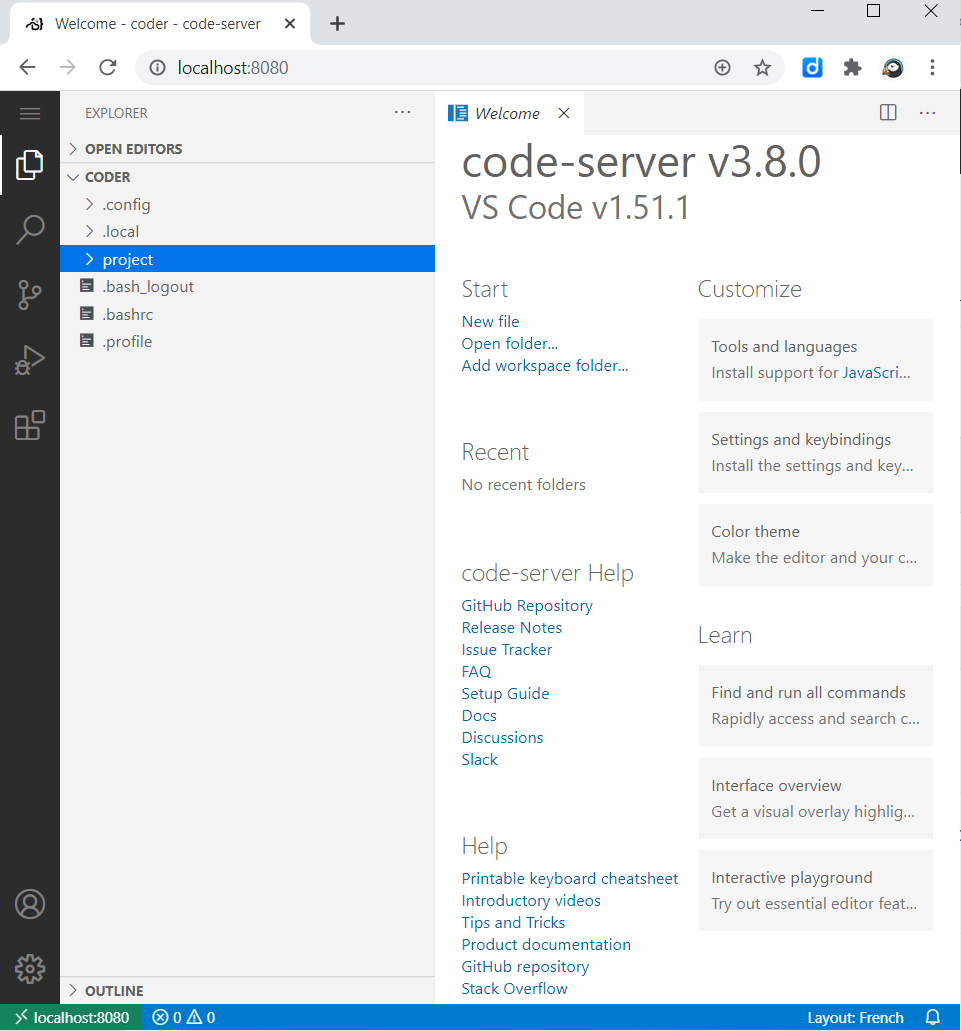 Welcome - coder - code-server
localhost:8080
EXPLORER
OPEN EDITORS
CODER
.config
.local
project
.bash_logout
.bashrc
.profile
OUTLINE
Welcome
code-server v3.8.0
VS Code v1.51.1
Start
New file
Open folder...
Add workspace folder...
Recent
No recent folders
code-server Help
GitHub Repository
Release Notes
Issue Tracker
FAQ
Setup Guide
Docs
Discussions
Slack
Help
Printable keyboard cheatsheet
Introductory videos
Tips and Tricks
Product documentation
GitHub repository
Stack Overflow
Customize
Tools and languages
Install support for JavaScri...
Settings and keybindings
Install the settings and key...
Color theme
Make the editor and your c...
Learn
Find and run all commands
Rapidly access and search c...
Interface overview
Get a visual overlay highlig...
Interactive playground
Try out essential editor feat...
localhost:8080
0
0
Layout: French